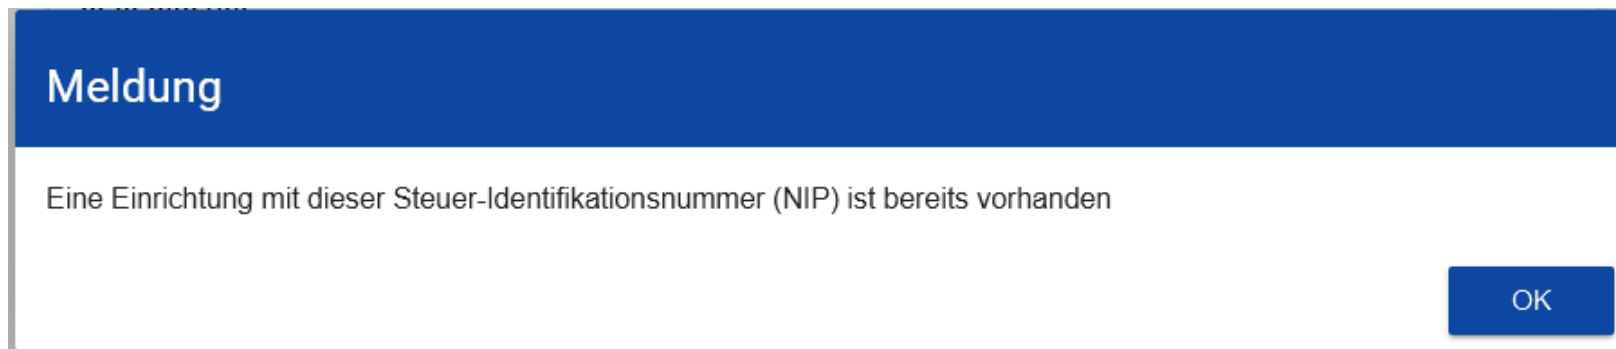 Meldung
Eine Einrichtung mit dieser Steuer-Identifikationsnummer (NIP) ist bereits vorhanden
OK